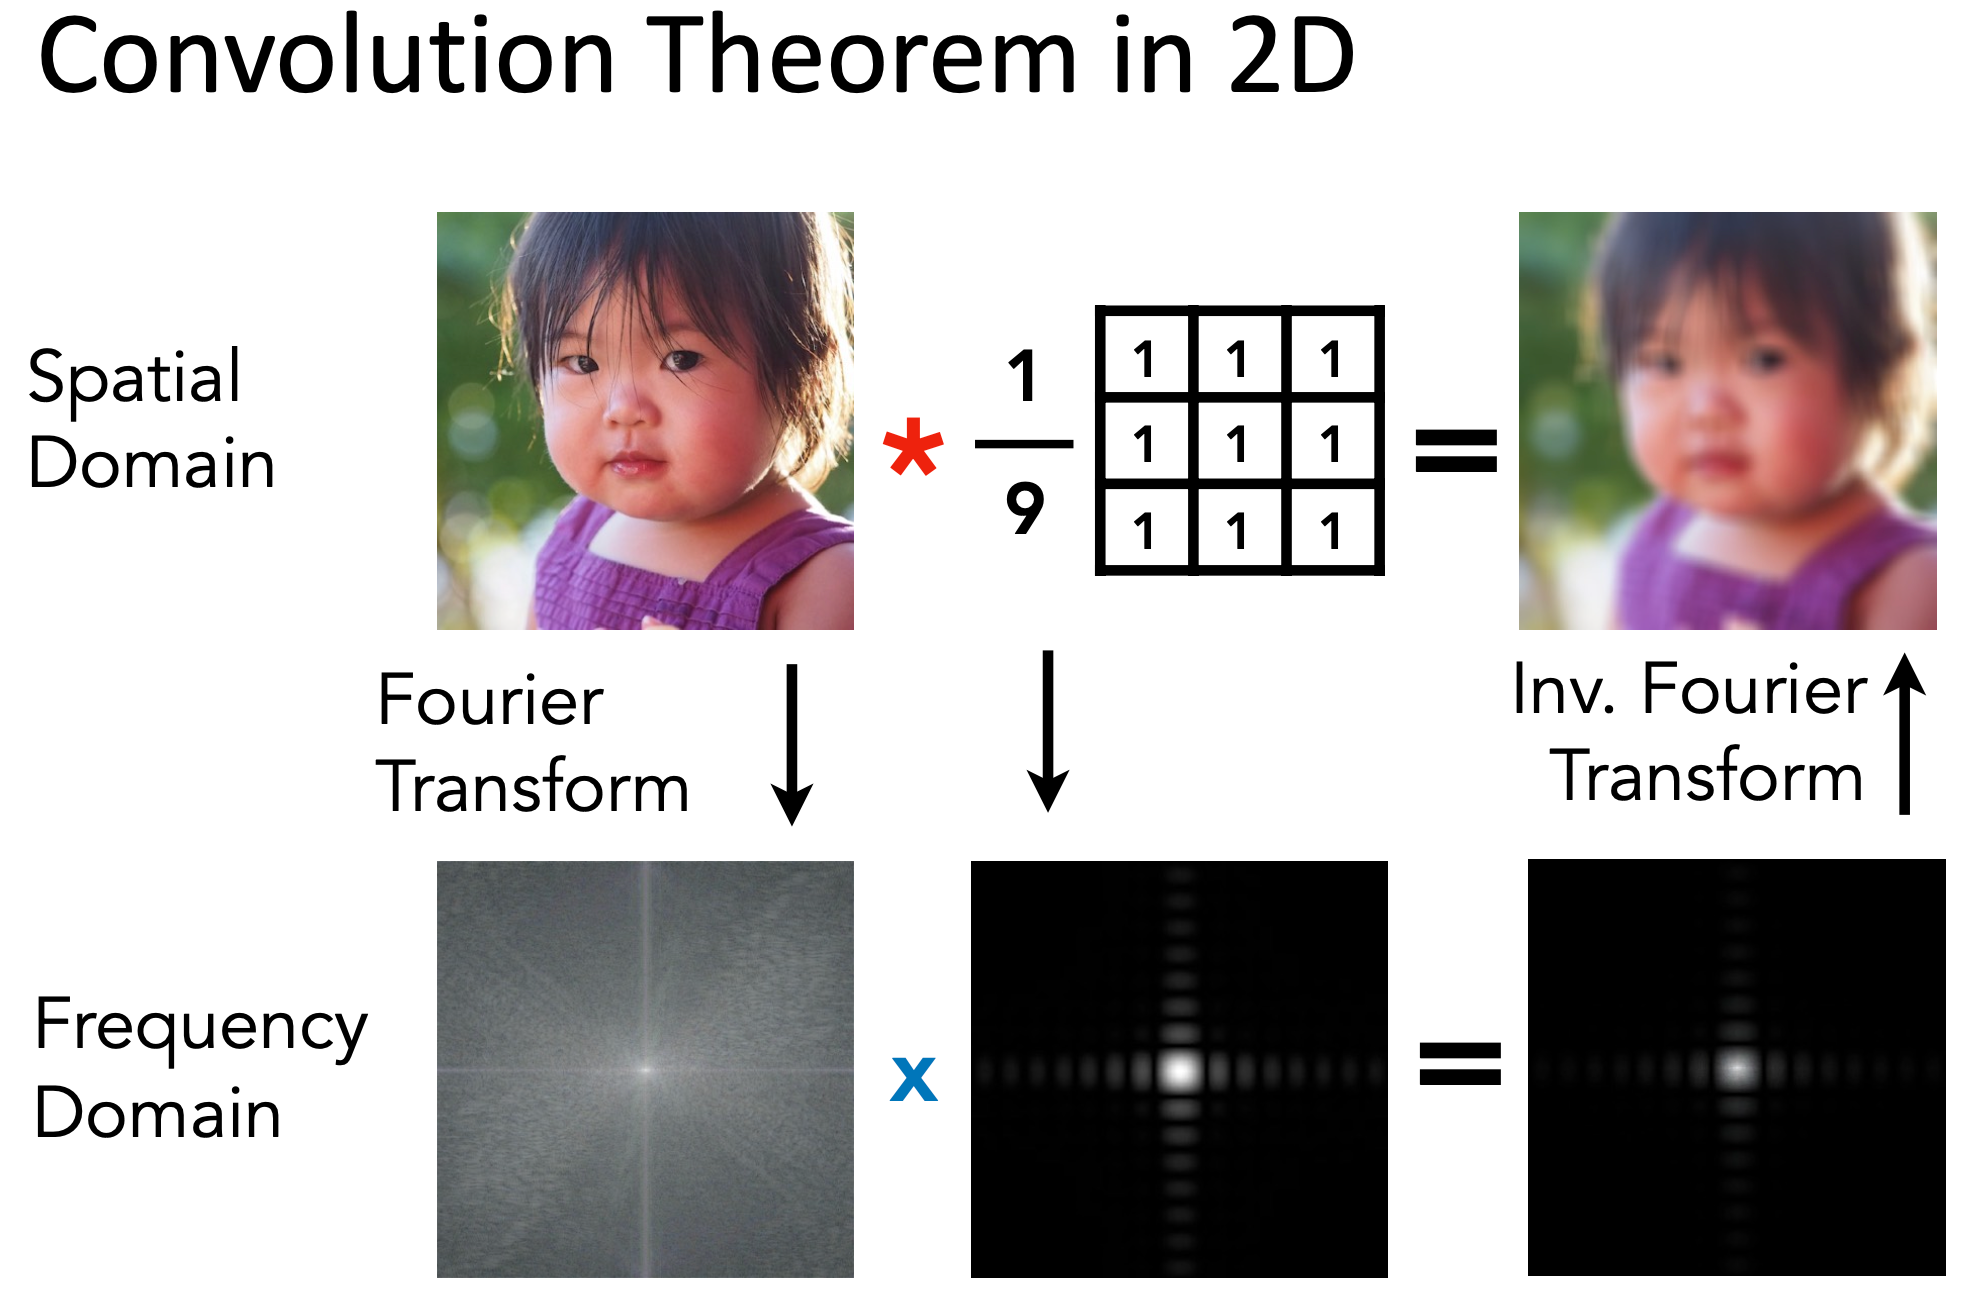 Convolution Theorem in 2D
Spatial
Domain
*
1
9
1 1 1
1 1 1
1 1 1
=
Fourier
Transform
Inv. Fourier
Transform
Frequency
Domain
x
=